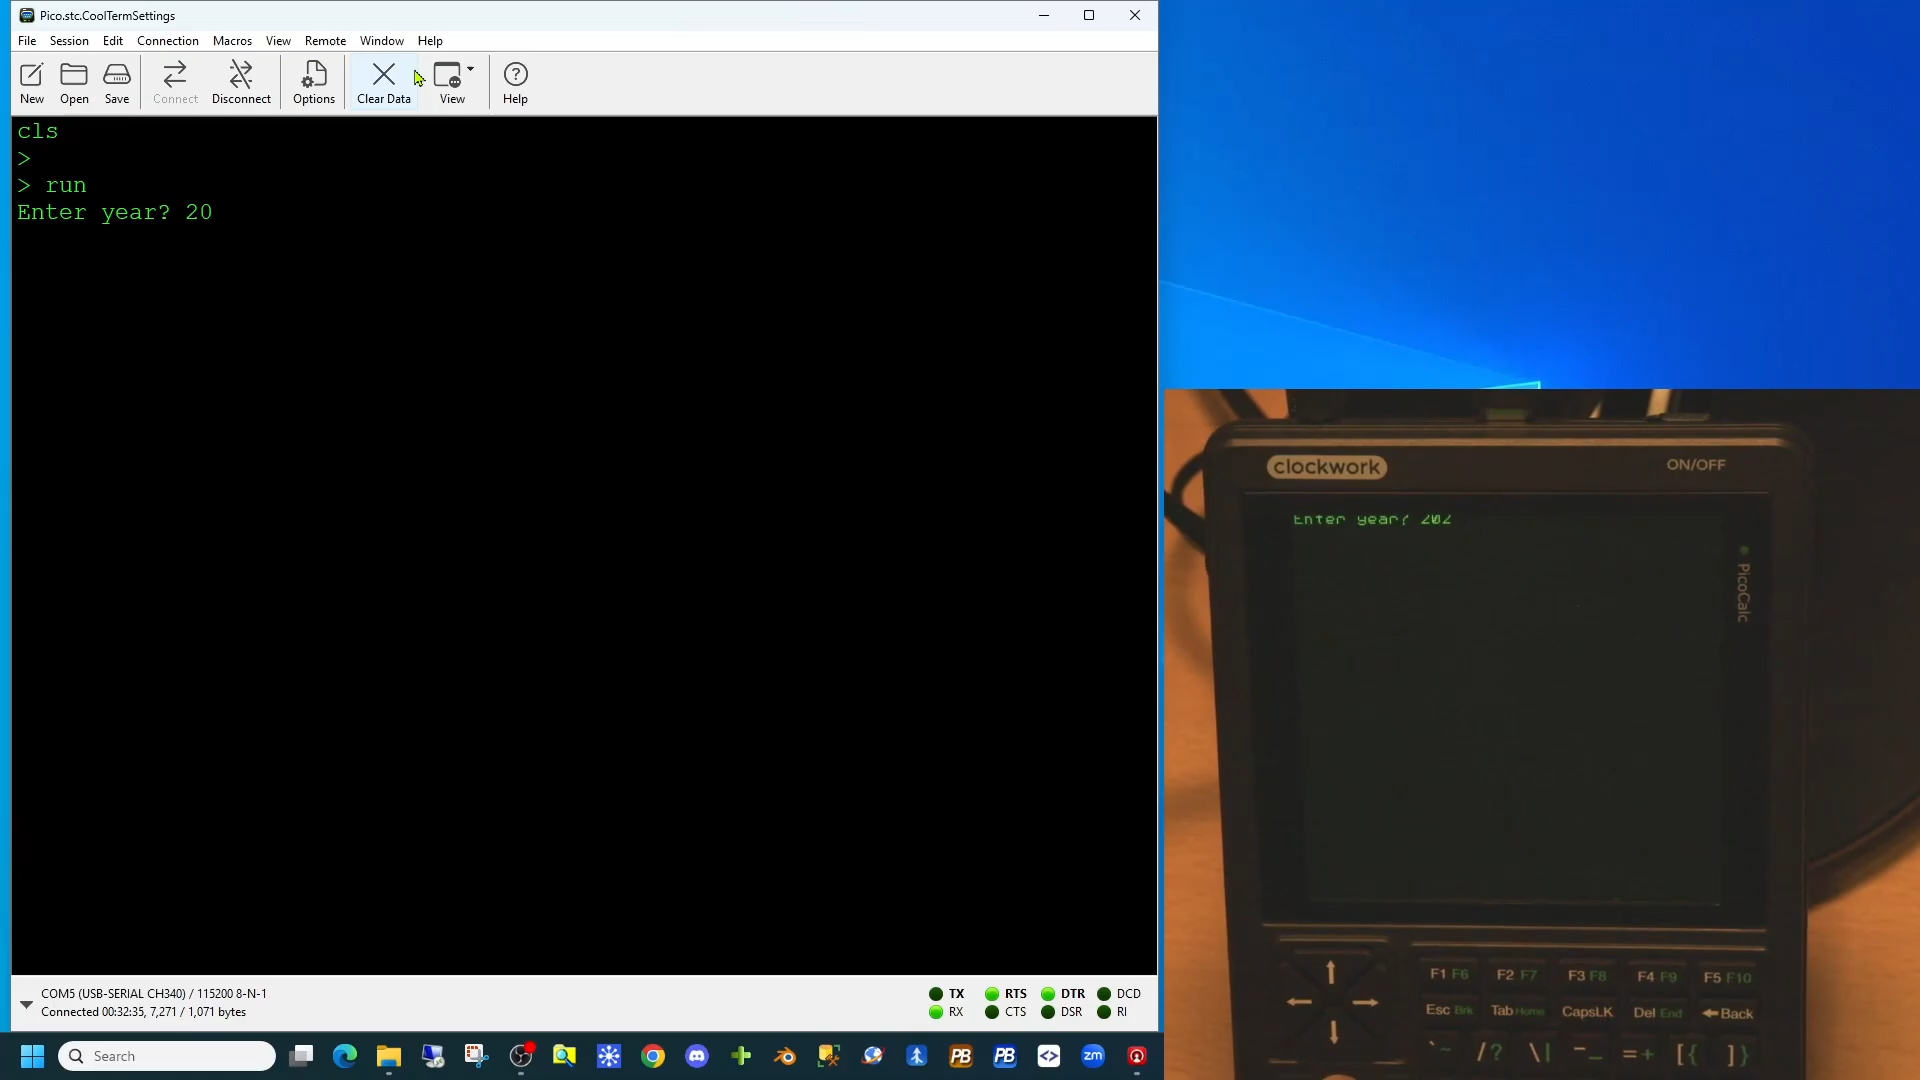 Pico.stc.CoolTermSettings
File Session Edit Connection Macros View Remote Window Help
New Open Save Connect Disconnect Options Clear Data View Help
cls
>
> run
Enter year? 20
clockwork
ON/OFF
Enter year? 202
PicoCalc
F1 F6 F2 F7 F3 F8 F4 F9 F5 F10
Esc Brk Tab Home CapsLK Del End Back
` ~ / ? \ | - _ = + [ { ] }
COM5 (USB-SERIAL CH340) / 115200 8-N-1
Connected 00:32:35, 7,271 / 1,071 bytes
TX RTS DTR DCD
RX CTS DSR RI
Search
PB
PB
zm